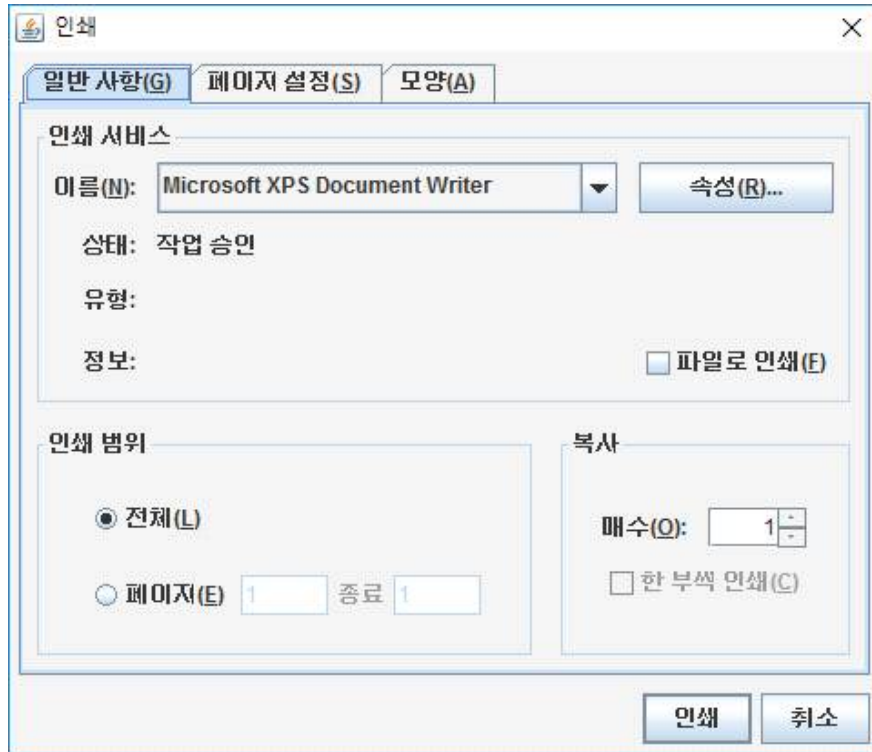 인쇄
일반 사항(G) 페이지 설정(S) 모양(A)
인쇄 서비스
이름(N): Microsoft XPS Document Writer 속성(R)...
상태: 작업 승인
유형:
정보: 파일로 인쇄(F)
인쇄 범위 복사
전체(L) 매수(O): 1
페이지(E) 1 종료 1 한 부씩 인쇄(C)
인쇄 취소